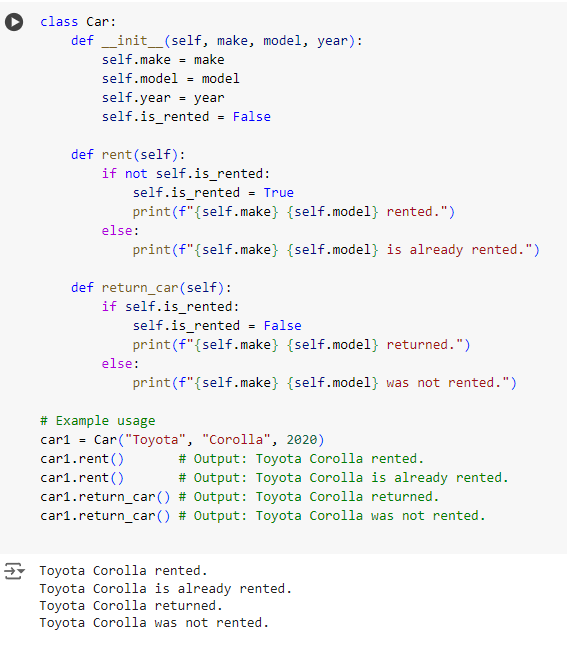 class Car:
    def __init__(self, make, model, year):
        self.make = make
        self.model = model
        self.year = year
        self.is_rented = False

    def rent(self):
        if not self.is_rented:
            self.is_rented = True
            print(f"{self.make} {self.model} rented.")
        else:
            print(f"{self.make} {self.model} is already rented.")

    def return_car(self):
        if self.is_rented:
            self.is_rented = False
            print(f"{self.make} {self.model} returned.")
        else:
            print(f"{self.make} {self.model} was not rented.")

# Example usage
car1 = Car("Toyota", "Corolla", 2020)
car1.rent()       # Output: Toyota Corolla rented.
car1.rent()       # Output: Toyota Corolla is already rented.
car1.return_car() # Output: Toyota Corolla returned.
car1.return_car() # Output: Toyota Corolla was not rented.

Toyota Corolla rented.
Toyota Corolla is already rented.
Toyota Corolla returned.
Toyota Corolla was not rented.